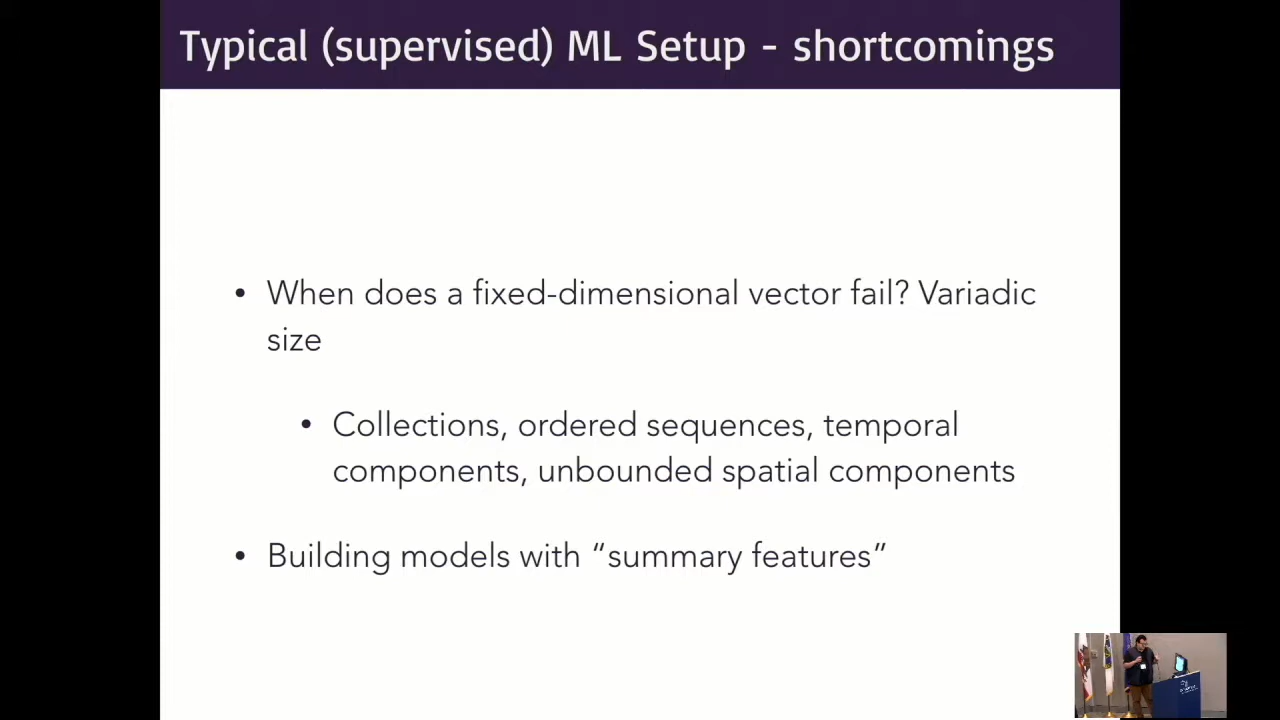 Typical (supervised) ML Setup - shortcomings
• When does a fixed-dimensional vector fail? Variadic
size
• Collections, ordered sequences, temporal
components, unbounded spatial components
• Building models with “summary features”